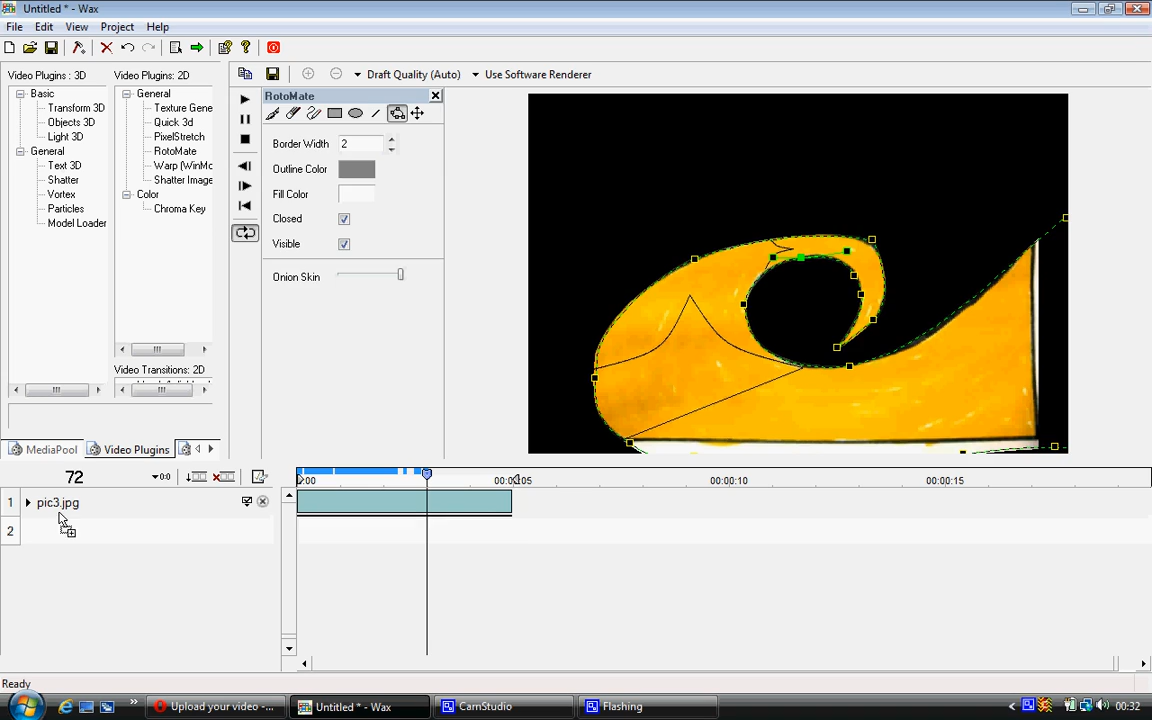 Untitled * - Wax
File Edit View Project Help
Video Plugins : 3D
Basic
Transform 3D
Objects 3D
Light 3D
General
Text 3D
Shatter
Vortex
Particles
Model Loader
Video Plugins: 2D
General
Texture Gene
Quick 3d
PixelStretch
RotoMate
Warp (WinMo
Shatter Image
Color
Chroma Key
Video Transitions: 2D
MediaPool Video Plugins
Draft Quality (Auto) Use Software Renderer
RotoMate
Border Width 2
Outline Color
Fill Color
Closed
Visible
Onion Skin
72 0:0
:00 00:00:05 00:00:10 00:00:15
1 pic3.jpg
2
Ready
Upload your video -... Untitled * - Wax CamStudio Flashing 00:32